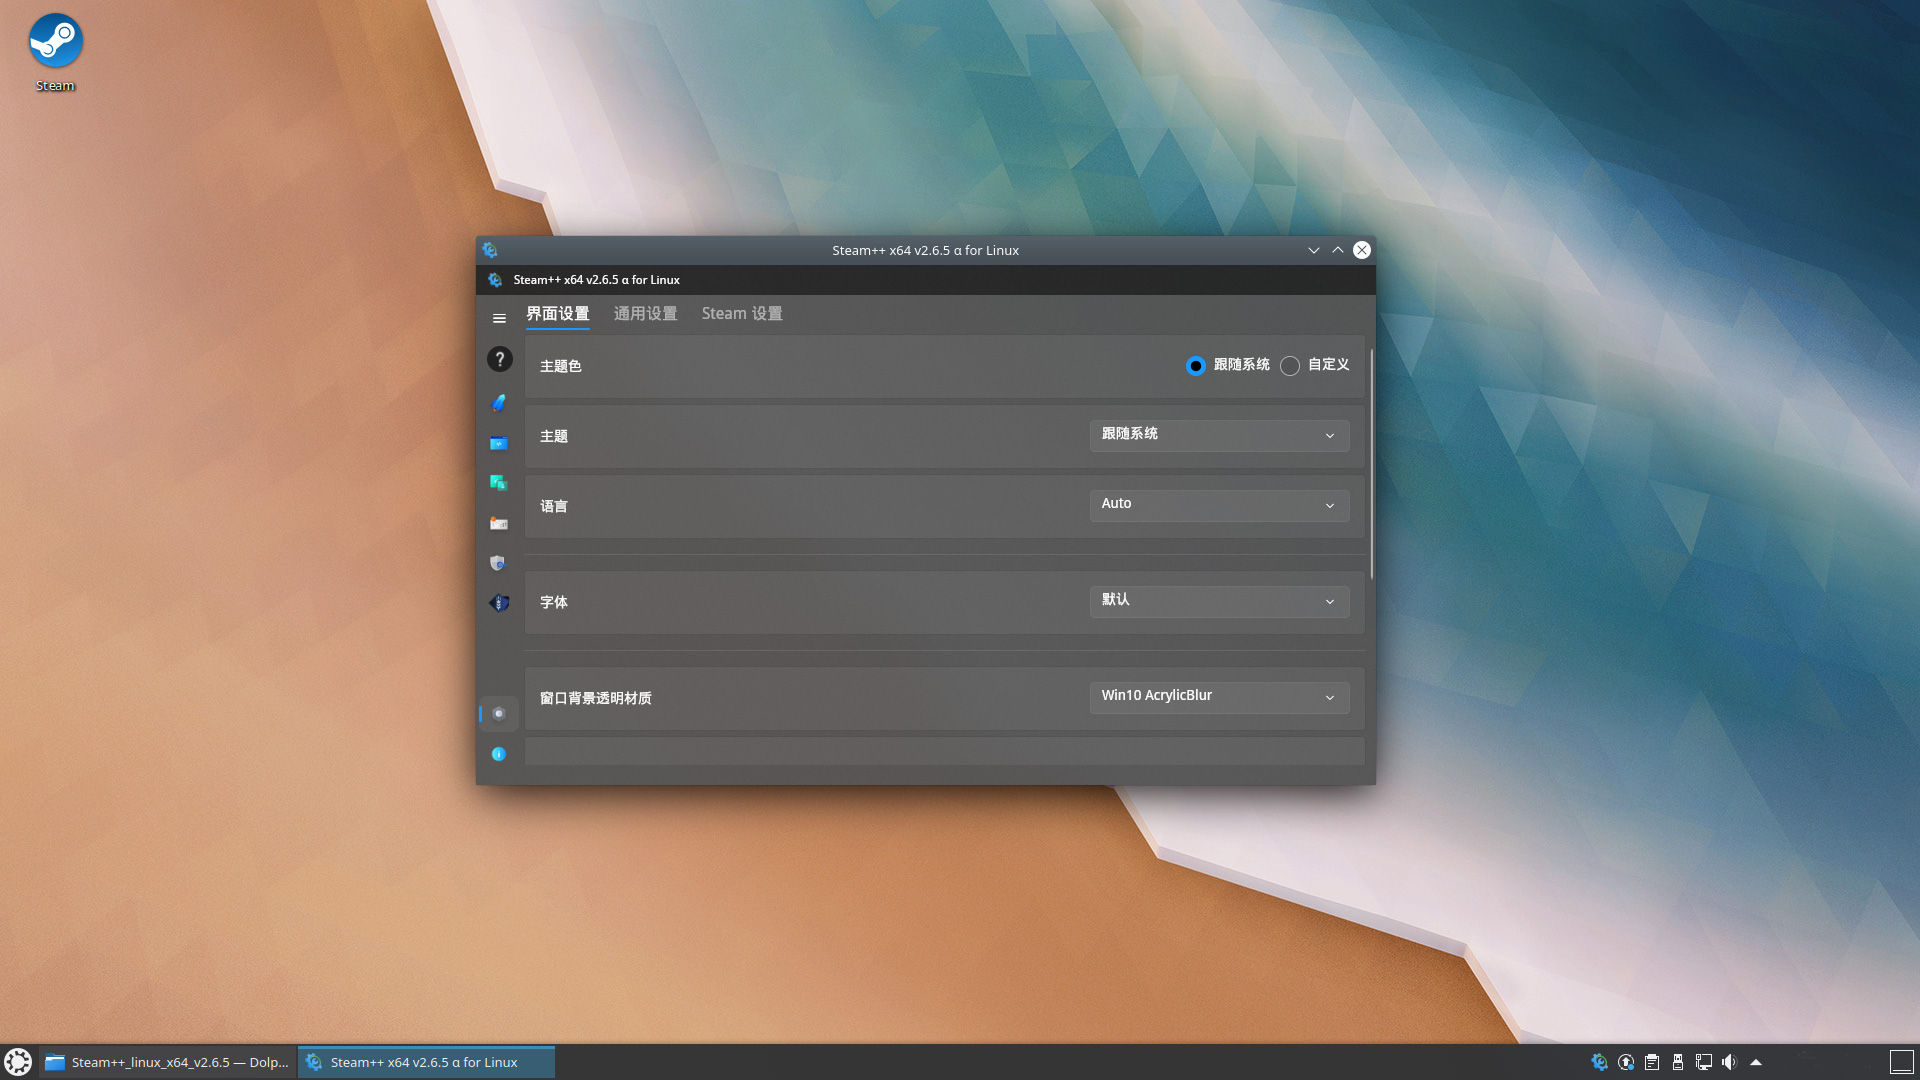 Steam
Steam++ x64 v2.6.5 α for Linux
Steam++ x64 v2.6.5 α for Linux
界面设置 通用设置 Steam 设置
主题色 跟随系统 自定义
主题 跟随系统
语言 Auto
字体 默认
窗口背景透明材质 Win10 AcrylicBlur
Steam++_linux_x64_v2.6.5 — Dolp... Steam++ x64 v2.6.5 α for Linux